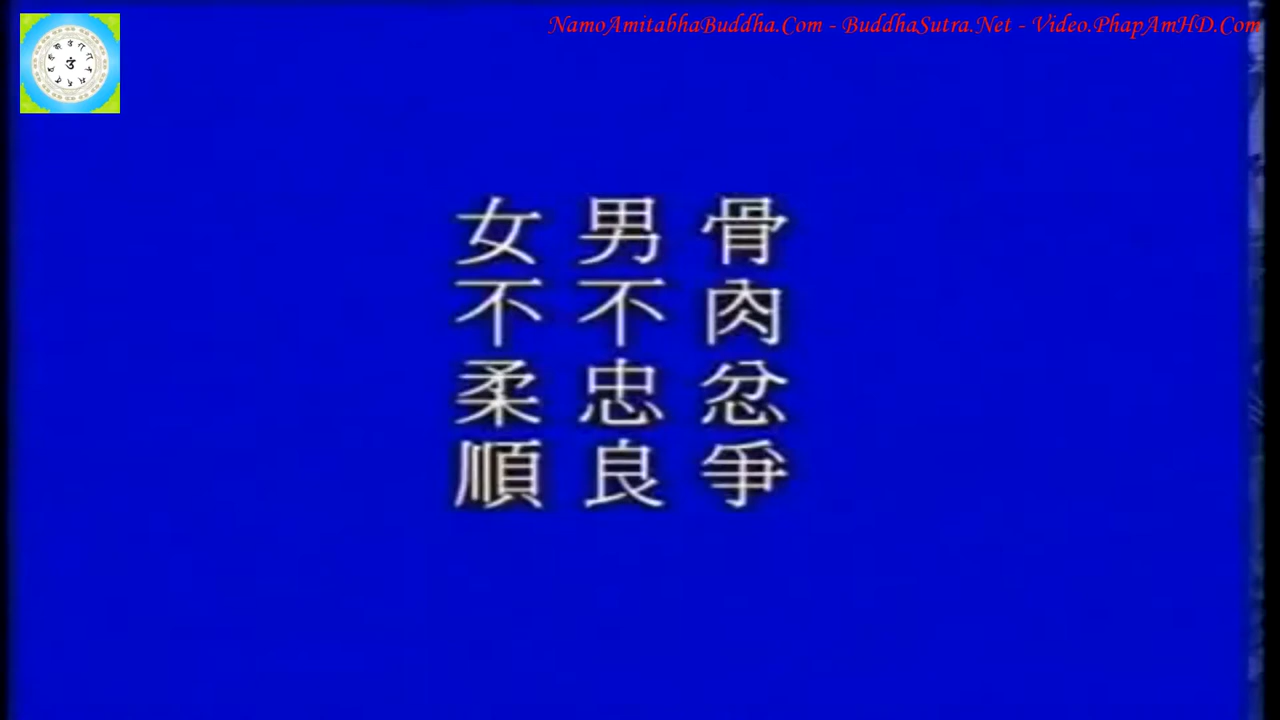 NamoAmitabhaBuddha.Com - BuddhaSutra.Net - Video.PhapAmHD.Com
骨肉忿爭
男不忠良
女不柔順